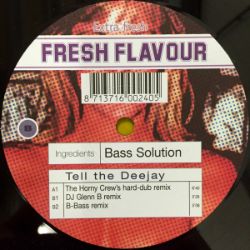 Extra Fresh
FRESH FLAVOUR
8 713716 002405
B
Ingredients Bass Solution
Tell the Deejay
A1 The Horny Crew's hard-dub remix
B1 DJ Glenn B remix
B2 B-Bass remix